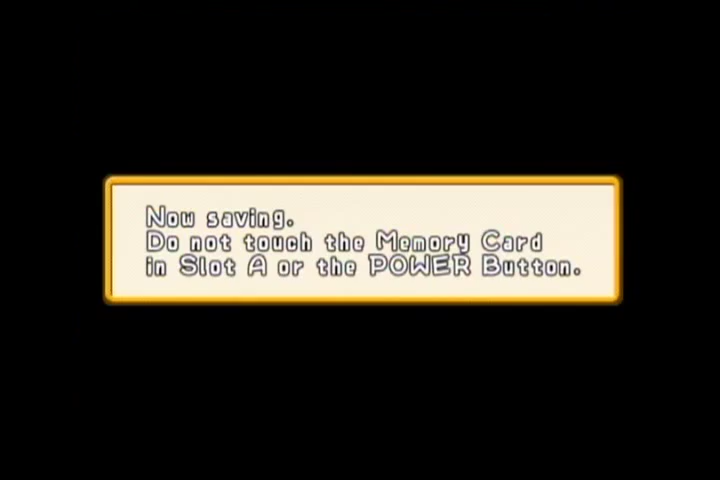 Now saving.
Do not touch the Memory Card
in Slot A or the POWER Button.